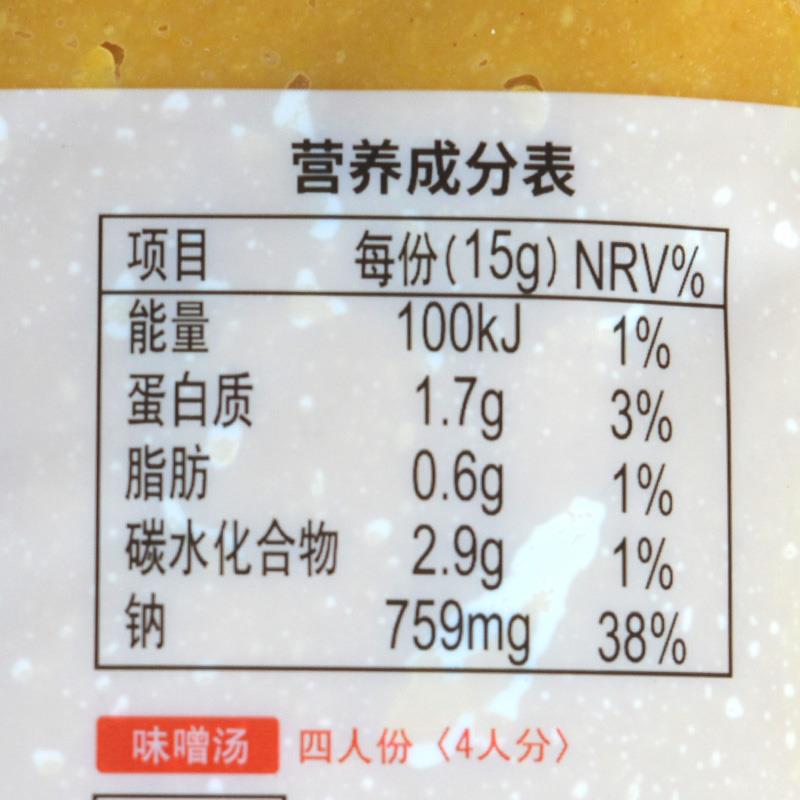 营养成分表
项目 每份(15g) NRV%
能量 100kJ 1%
蛋白质 1.7g 3%
脂肪 0.6g 1%
碳水化合物 2.9g 1%
钠 759mg 38%
味噌汤 四人份〈4人分〉